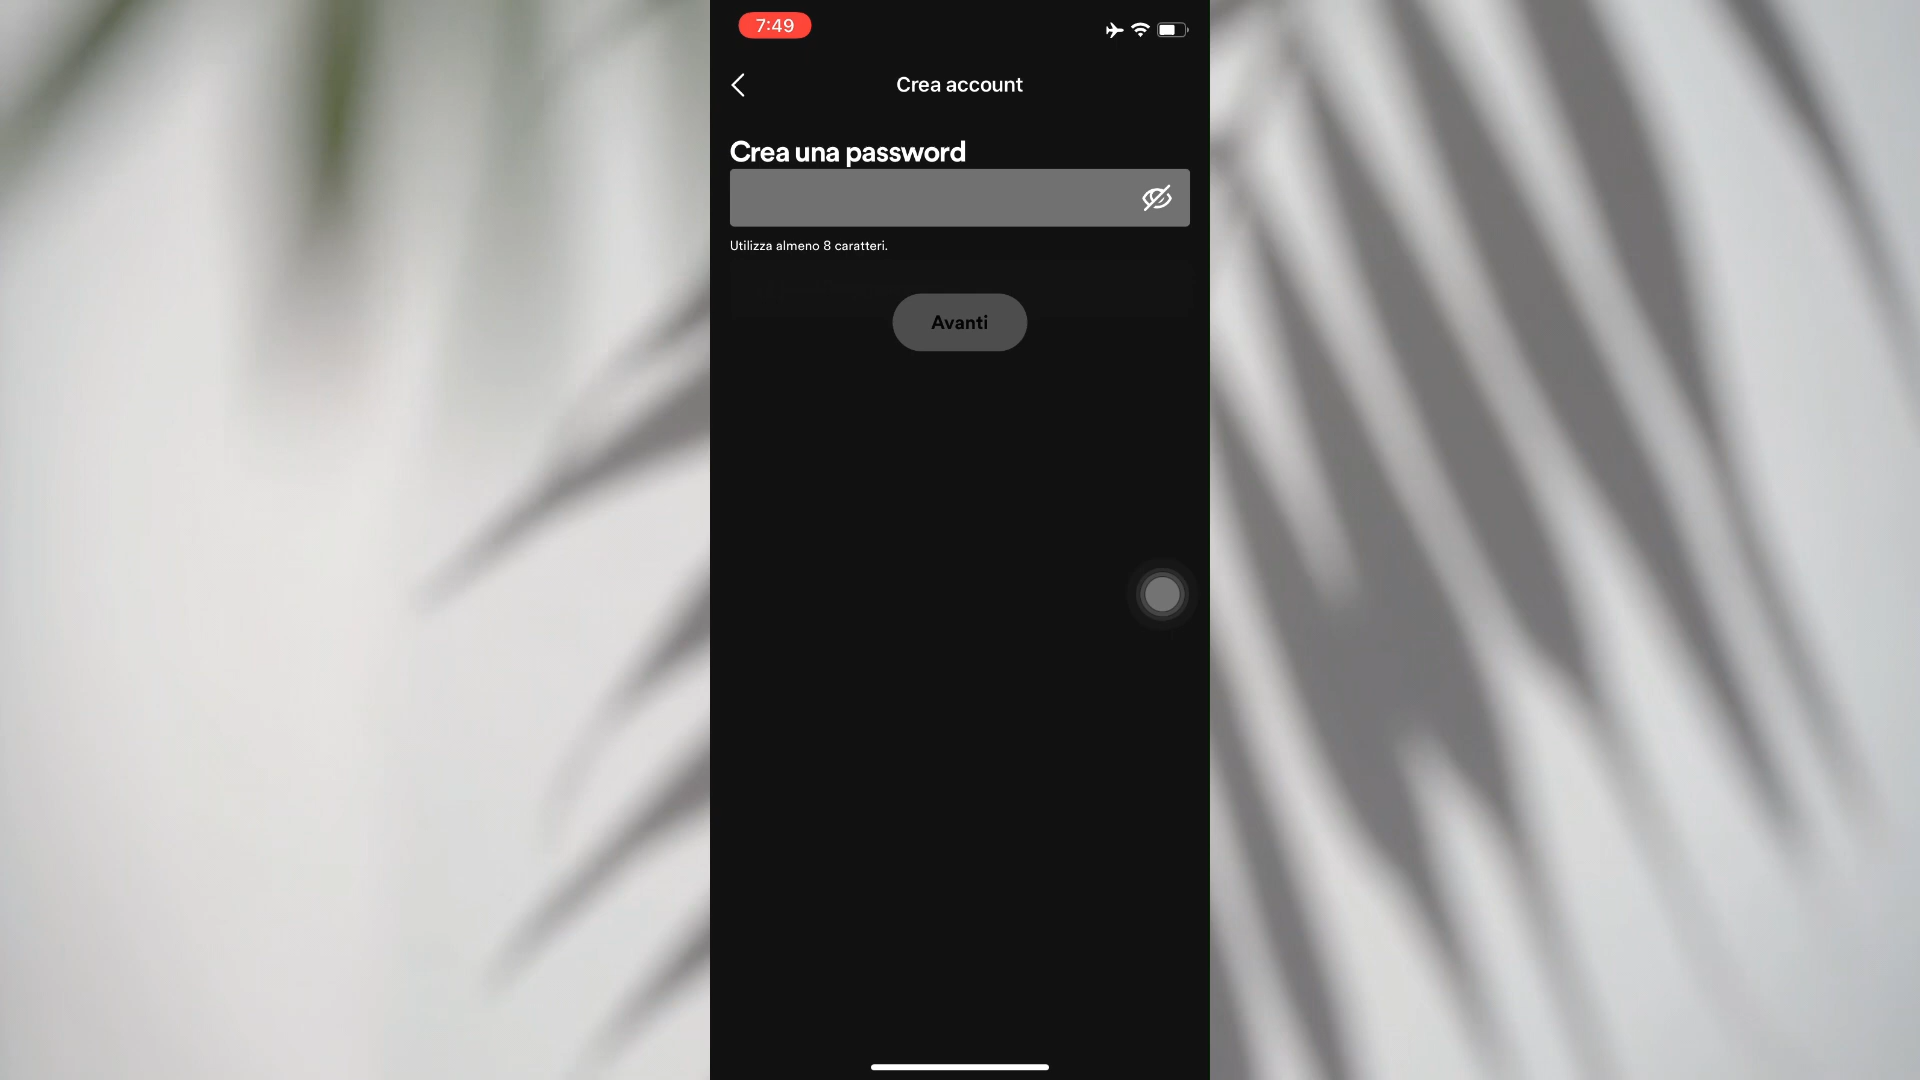 7:49
Crea account
Crea una password
Utilizza almeno 8 caratteri.
Avanti